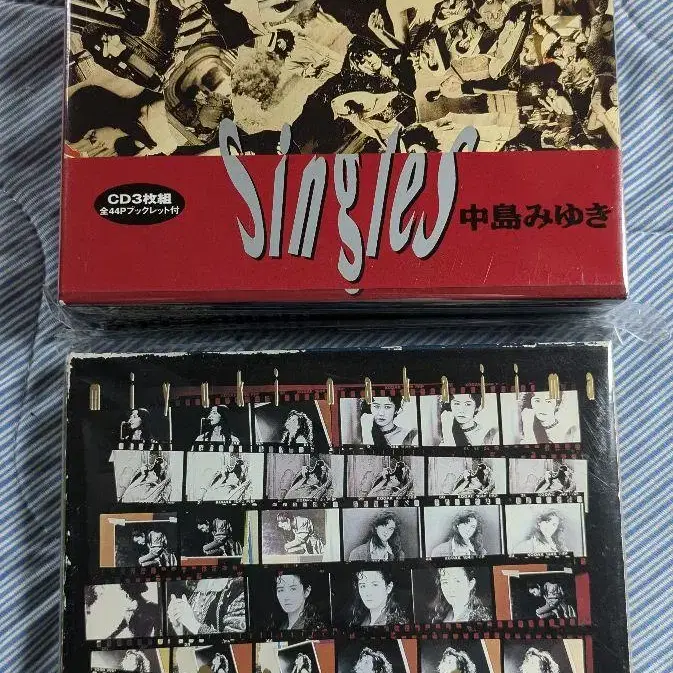 Singles
CD3枚組
全44Pブックレット付
中島みゆき
miyuki nakajima